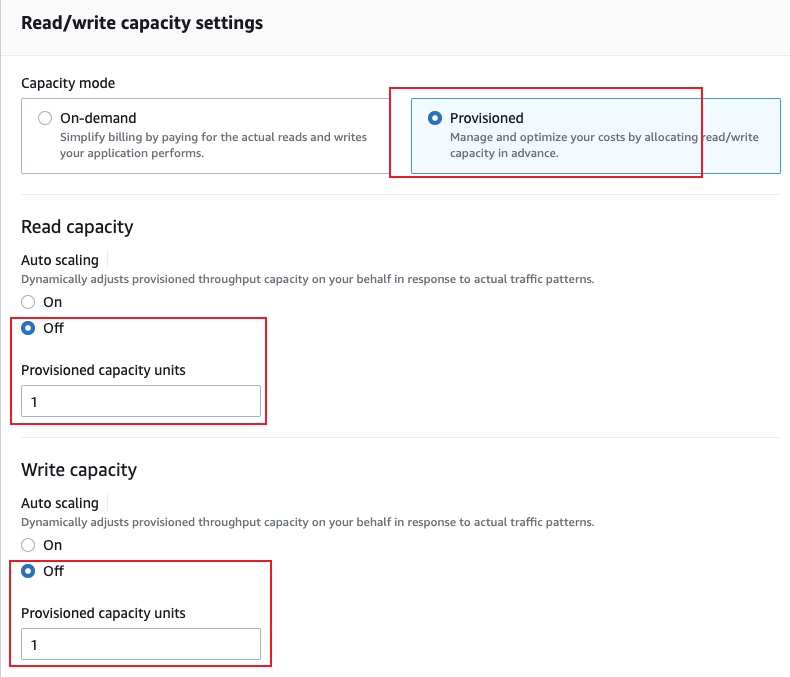 Read/write capacity settings
Capacity mode
On-demand
Simplify billing by paying for the actual reads and writes
your application performs.
Provisioned
Manage and optimize your costs by allocating read/write
capacity in advance.
Read capacity
Auto scaling
Dynamically adjusts provisioned throughput capacity on your behalf in response to actual traffic patterns.
On
Off
Provisioned capacity units
1
Write capacity
Auto scaling
Dynamically adjusts provisioned throughput capacity on your behalf in response to actual traffic patterns.
On
Off
Provisioned capacity units
1